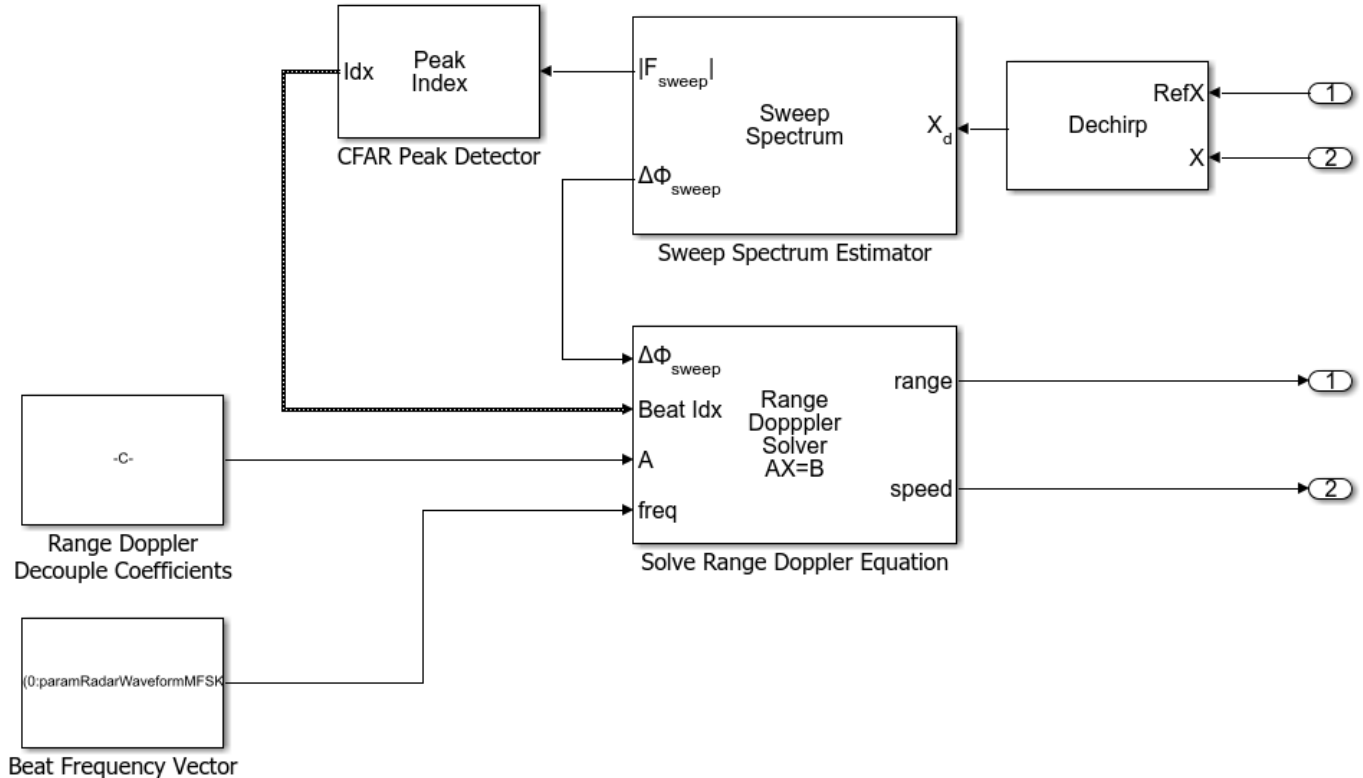 Idx
Peak
Index
CFAR Peak Detector
|F sweep|
ΔΦ sweep
Sweep
Spectrum
X d
Sweep Spectrum Estimator
Dechirp
RefX
X
1
2
ΔΦ sweep
Beat Idx
A
freq
Range
Dopppler
Solver
AX=B
range
speed
Solve Range Doppler Equation
1
2
-C-
Range Doppler
Decouple Coefficients
(0:paramRadarWaveformMFSK
Beat Frequency Vector